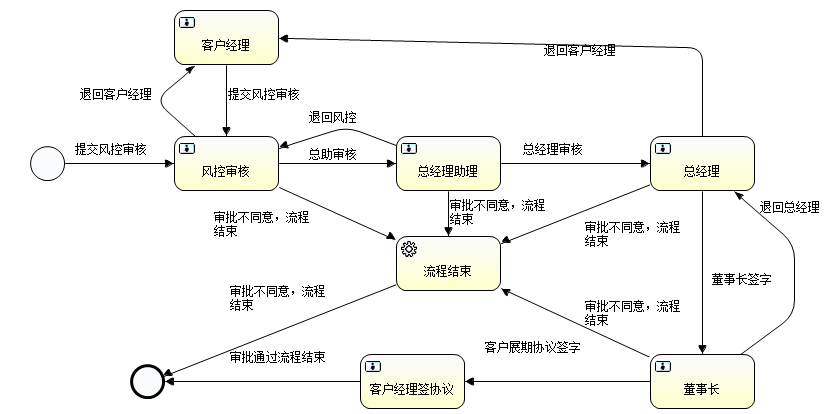 客户经理
退回客户经理
退回客户经理
提交风控审核
退回风控
提交风控审核
总助审核
总经理审核
风控审核
总经理助理
总经理
审批不同意，流程
结束
审批不同意，流程
结束
审批不同意，流程
结束
退回总经理
流程结束
董事长签字
审批不同意，流程
结束
审批不同意，流程
结束
客户展期协议签字
审批通过流程结束
客户经理签协议
董事长